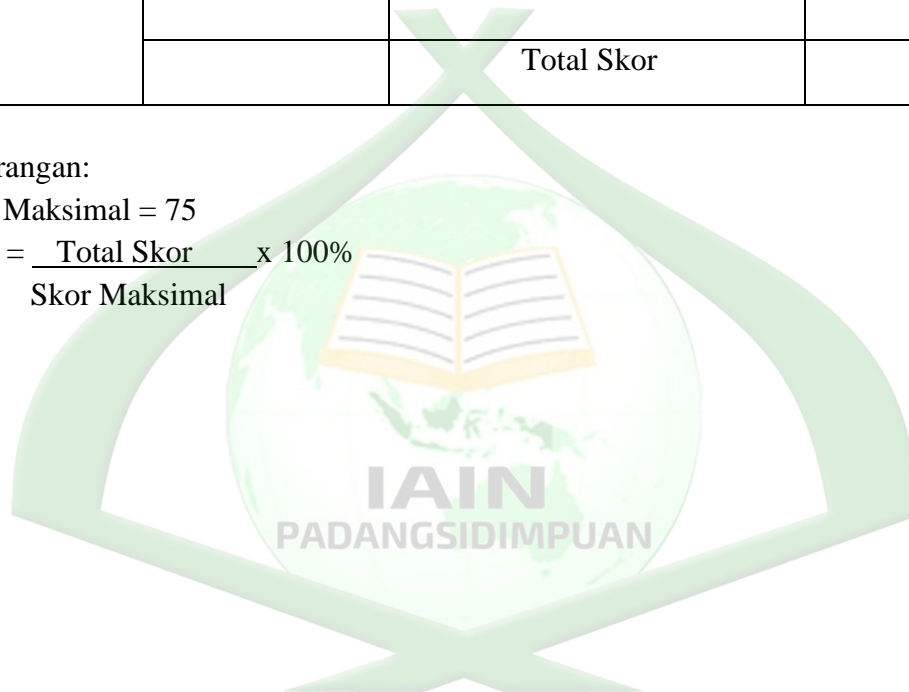 Total Skor
rangan:
Maksimal = 75
= Total Skor x 100%
Skor Maksimal
IAIN
PADANGSIDIMPUAN